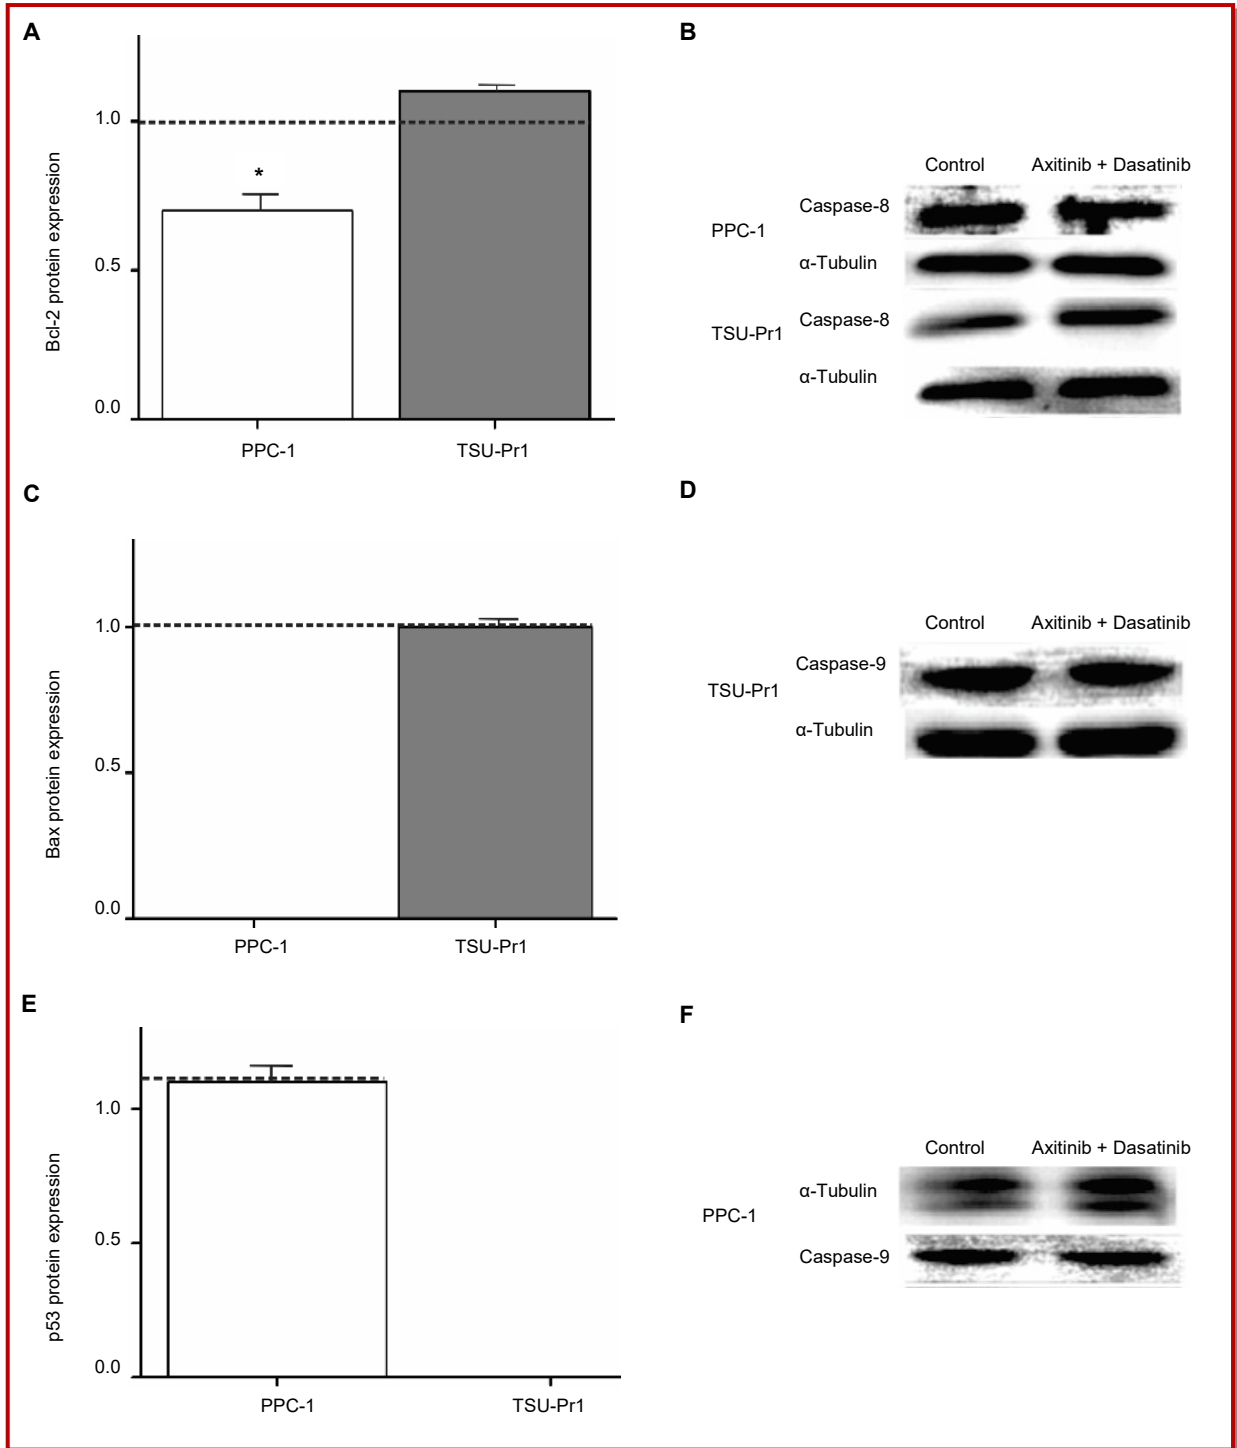 A
1.0
0.5
0.0
Bcl-2 protein expression
*
PPC-1
TSU-Pr1
B
Control
Axitinib + Dasatinib
PPC-1
Caspase-8
α-Tubulin
TSU-Pr1
Caspase-8
α-Tubulin
C
1.0
0.5
0.0
Bax protein expression
PPC-1
TSU-Pr1
D
Control
Axitinib + Dasatinib
TSU-Pr1
Caspase-9
α-Tubulin
E
1.0
0.5
0.0
p53 protein expression
PPC-1
TSU-Pr1
F
Control
Axitinib + Dasatinib
PPC-1
α-Tubulin
Caspase-9